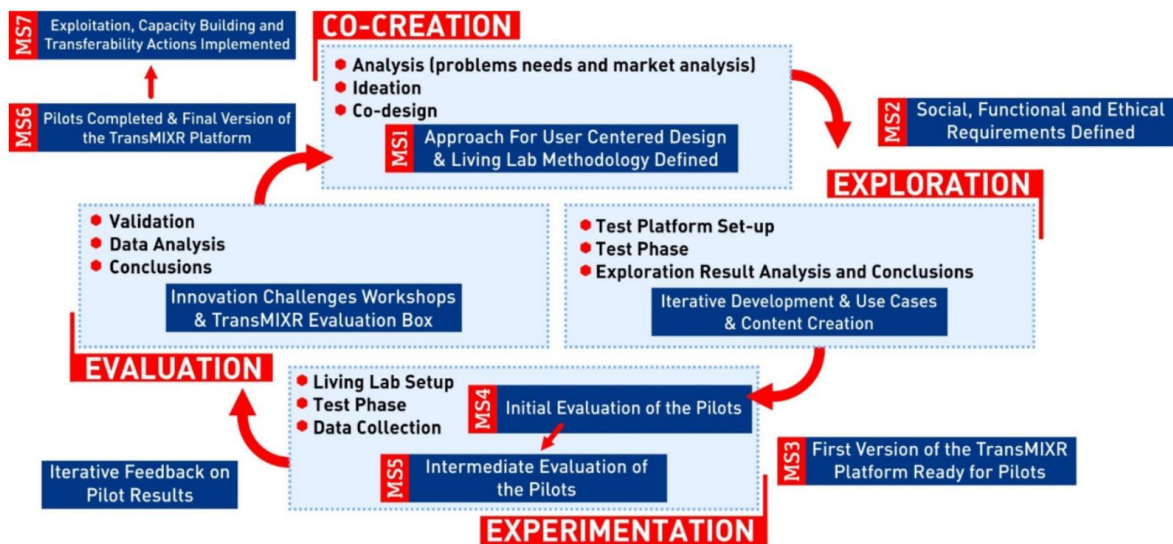 MS7
Exploitation, Capacity Building and
Transferability Actions Implemented
MS6
Pilots Completed & Final Version of
the TransMIXR Platform
CO-CREATION
Analysis (problems needs and market analysis)
Ideation
Co-design
MS1
Approach For User Centered Design
& Living Lab Methodology Defined
MS2
Social, Functional and Ethical
Requirements Defined
EXPLORATION
Test Platform Set-up
Test Phase
Exploration Result Analysis and Conclusions
Iterative Development & Use Cases
& Content Creation
Validation
Data Analysis
Conclusions
Innovation Challenges Workshops
& TransMIXR Evaluation Box
EVALUATION
Living Lab Setup
Test Phase
Data Collection
MS4
Initial Evaluation of the Pilots
MS5
Intermediate Evaluation of
the Pilots
MS3
First Version of the TransMIXR
Platform Ready for Pilots
Iterative Feedback on
Pilot Results
EXPERIMENTATION